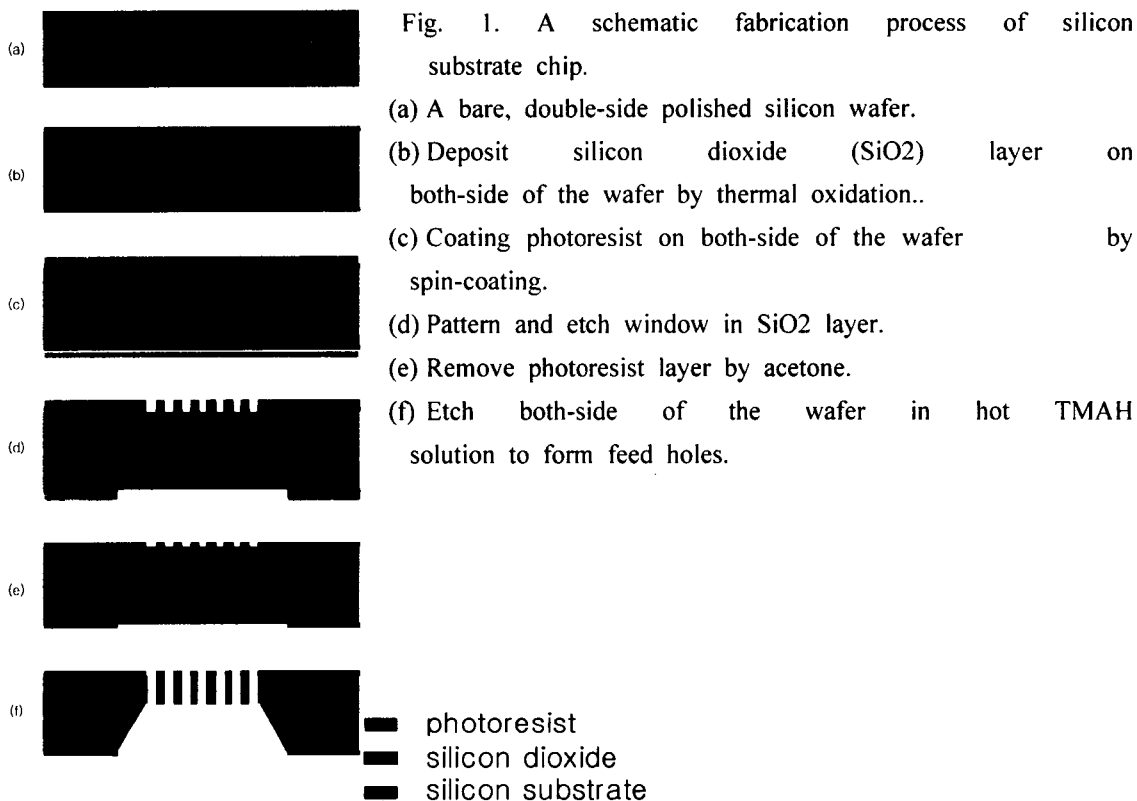 Fig. 1. A schematic fabrication process of silicon
substrate chip.
(a) A bare, double-side polished silicon wafer.
(b) Deposit silicon dioxide (SiO2) layer on
both-side of the wafer by thermal oxidation..
(c) Coating photoresist on both-side of the wafer by
spin-coating.
(d) Pattern and etch window in SiO2 layer.
(e) Remove photoresist layer by acetone.
(f) Etch both-side of the wafer in hot TMAH
solution to form feed holes.
(a)
(b)
(c)
(d)
(e)
(f)
photoresist
silicon dioxide
silicon substrate